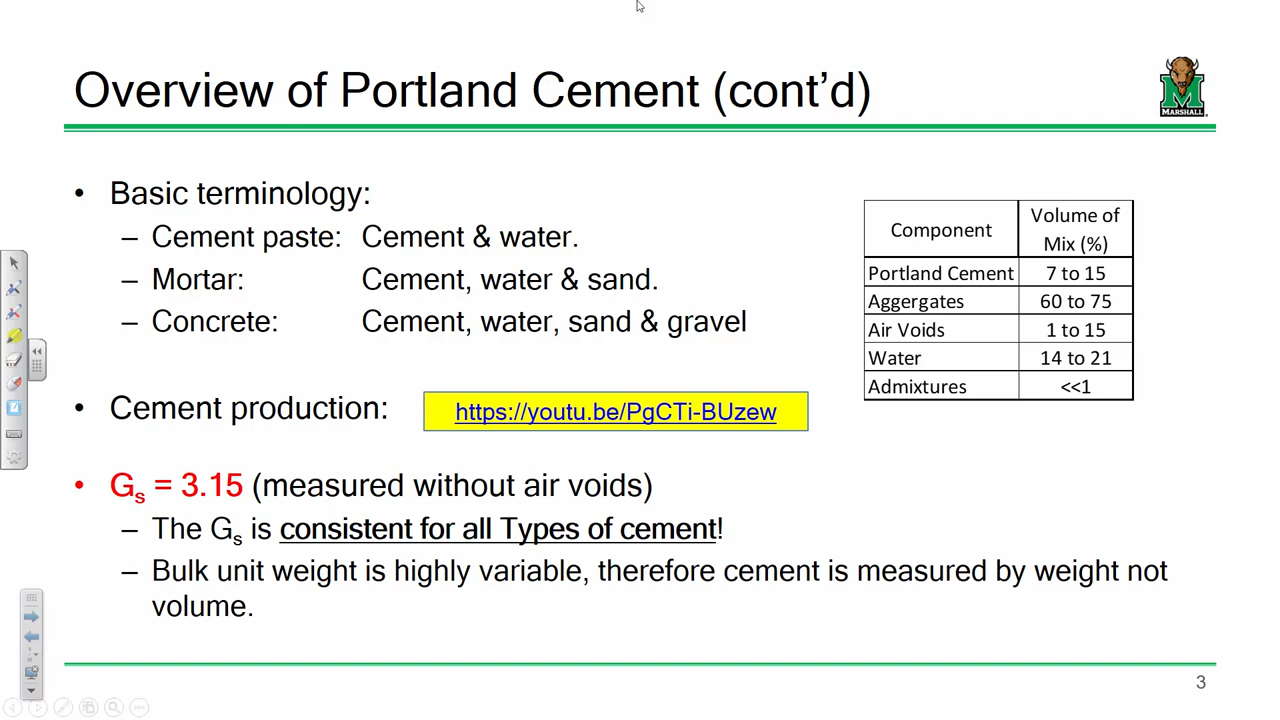 Overview of Portland Cement (cont'd)
MARSHALL
• Basic terminology:
– Cement paste: Cement & water.
– Mortar: Cement, water & sand.
– Concrete: Cement, water, sand & gravel
Component Volume of Mix (%)
Portland Cement 7 to 15
Aggergates 60 to 75
Air Voids 1 to 15
Water 14 to 21
Admixtures <<1
• Cement production: https://youtu.be/PgCTi-BUzew
• Gs = 3.15 (measured without air voids)
– The Gs is consistent for all Types of cement!
– Bulk unit weight is highly variable, therefore cement is measured by weight not
volume.
3